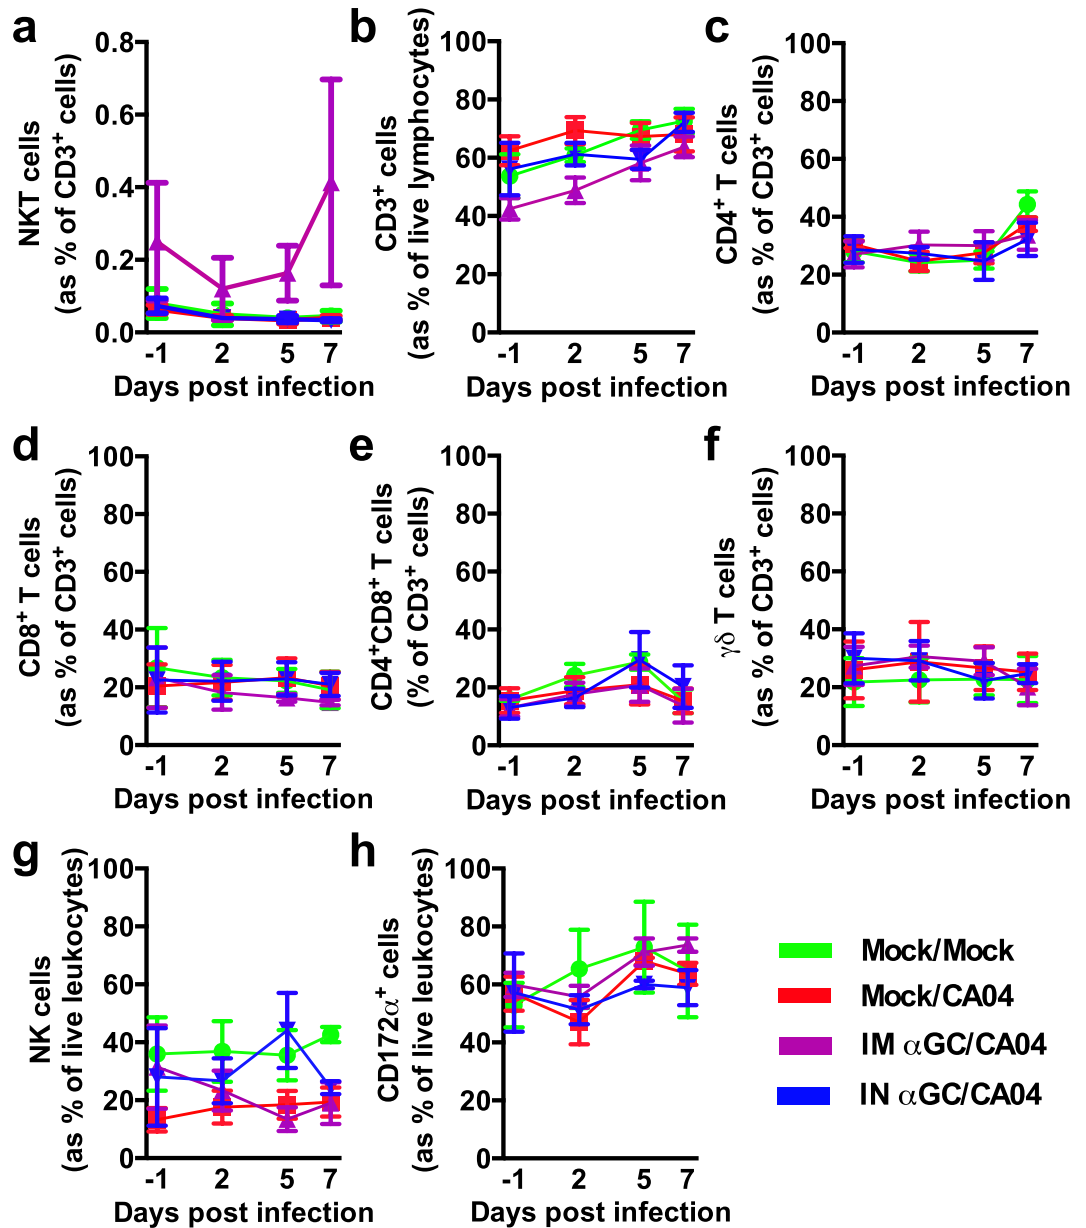 a
NKT cells
(as % of CD3+ cells)
0.8
0.6
0.4
0.2
0.0
-1 2 5 7
Days post infection
b
CD3+ cells
(as % of live lymphocytes)
100
80
60
40
20
0
-1 2 5 7
Days post infection
c
CD4+ T cells
(as % of CD3+ cells)
100
80
60
40
20
0
-1 2 5 7
Days post infection
d
CD8+ T cells
(as % of CD3+ cells)
100
80
60
40
20
0
-1 2 5 7
Days post infection
e
CD4+CD8+ T cells
(% of CD3+ cells)
100
80
60
40
20
0
-1 2 5 7
Days post infection
f
γδ T cells
(as % of CD3+ cells)
100
80
60
40
20
0
-1 2 5 7
Days post infection
g
NK cells
(as % of live leukocytes)
100
80
60
40
20
0
-1 2 5 7
Days post infection
h
CD172α+ cells
(as % of live leukocytes)
100
80
60
40
20
0
-1 2 5 7
Days post infection
Mock/Mock
Mock/CA04
IM αGC/CA04
IN αGC/CA04